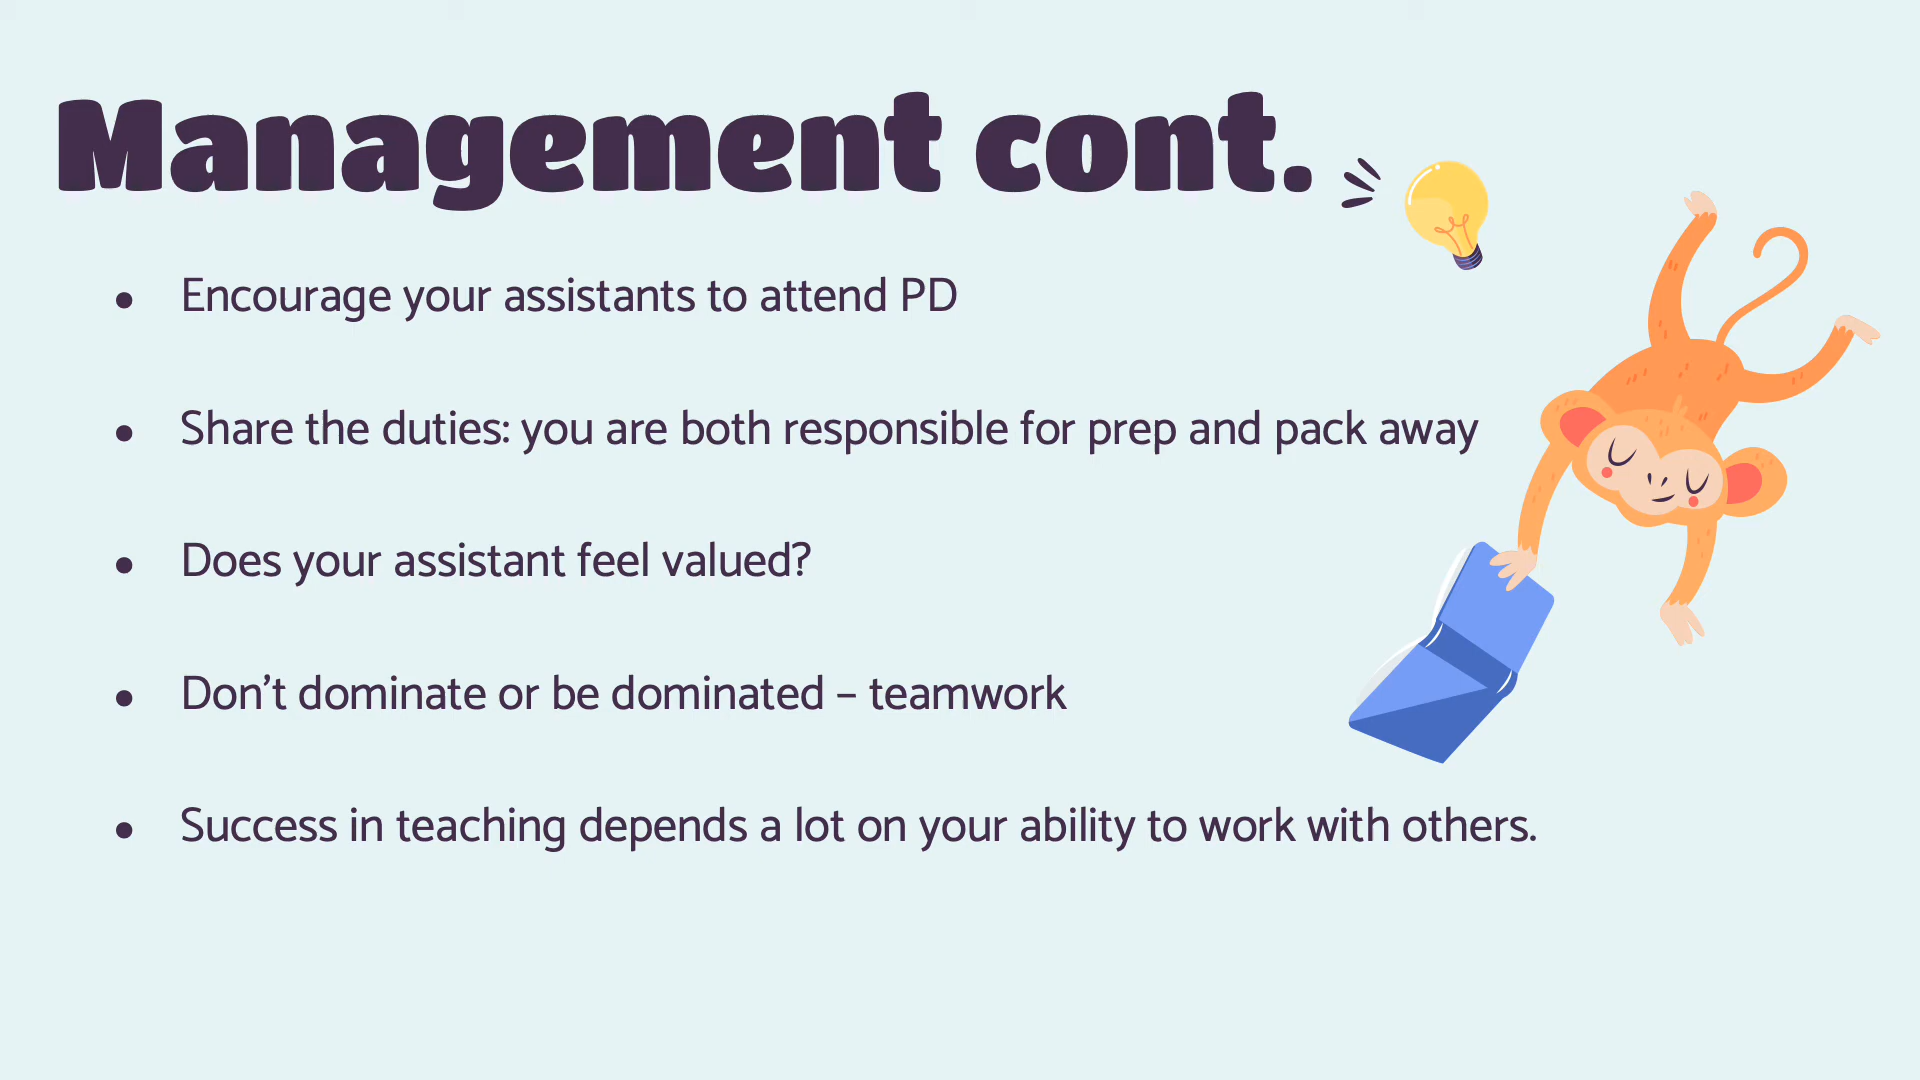 Management cont.
• Encourage your assistants to attend PD
• Share the duties: you are both responsible for prep and pack away
• Does your assistant feel valued?
• Don’t dominate or be dominated – teamwork
• Success in teaching depends a lot on your ability to work with others.